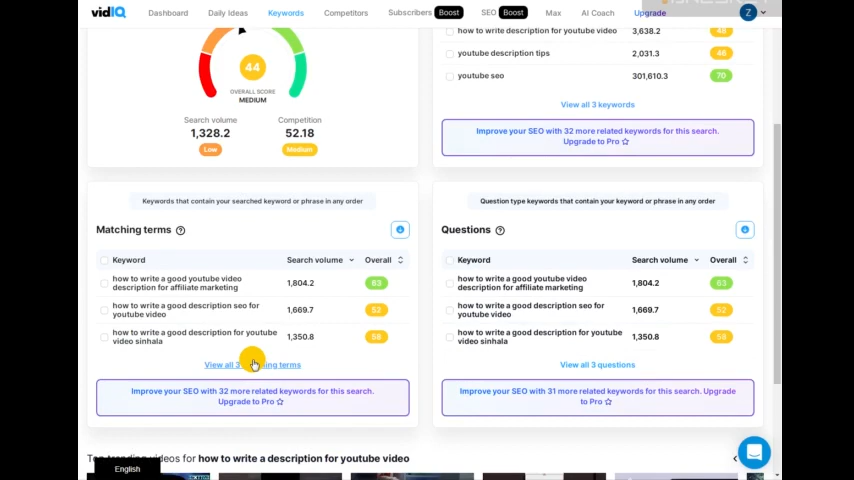 vidIQ Dashboard Daily Ideas Keywords Competitors Subscribers Boost SEO Boost Max AI Coach Upgrade Z
44
OVERALL SCORE
MEDIUM
Search volume Competition
1,328.2 52.18
Low Medium
how to write description for youtube video 3,638.2 48
youtube description tips 2,031.3 46
youtube seo 301,610.3 70
View all 3 keywords
Improve your SEO with 32 more related keywords for this search.
Upgrade to Pro
Keywords that contain your searched keyword or phrase in any order
Matching terms
Keyword Search volume Overall
how to write a good youtube video
description for affiliate marketing 1,804.2 63
how to write a good description seo for
youtube video 1,669.7 52
how to write a good description for youtube
video sinhala 1,350.8 58
View all 3 terms
Improve your SEO with 32 more related keywords for this search.
Upgrade to Pro
Question type keywords that contain your keyword or phrase in any order
Questions
Keyword Search volume Overall
how to write a good youtube video
description for affiliate marketing 1,804.2 63
how to write a good description seo for
youtube video 1,669.7 52
how to write a good description for youtube
video sinhala 1,350.8 58
View all 3 questions
Improve your SEO with 31 more related keywords for this search. Upgrade
to Pro
Top trending videos for how to write a description for youtube video
English